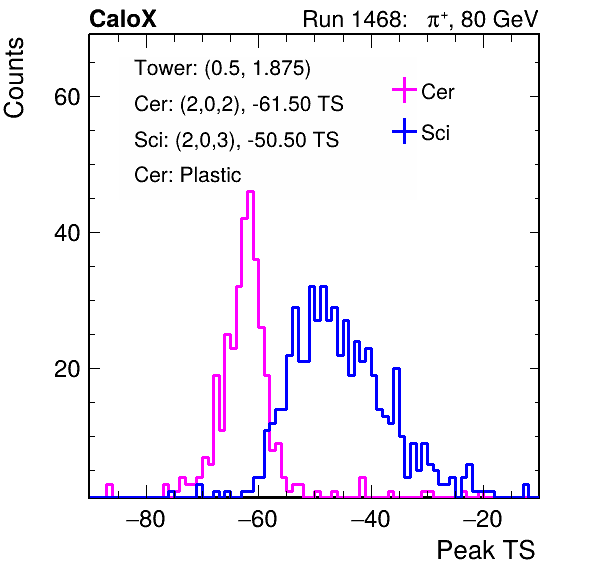 CaloX Run 1468: π⁺, 80 GeV
Counts
Tower: (0.5, 1.875)
Cer: (2,0,2), -61.50 TS
Sci: (2,0,3), -50.50 TS
Cer: Plastic
Cer
Sci
60
40
20
−80 −60 −40 −20
Peak TS